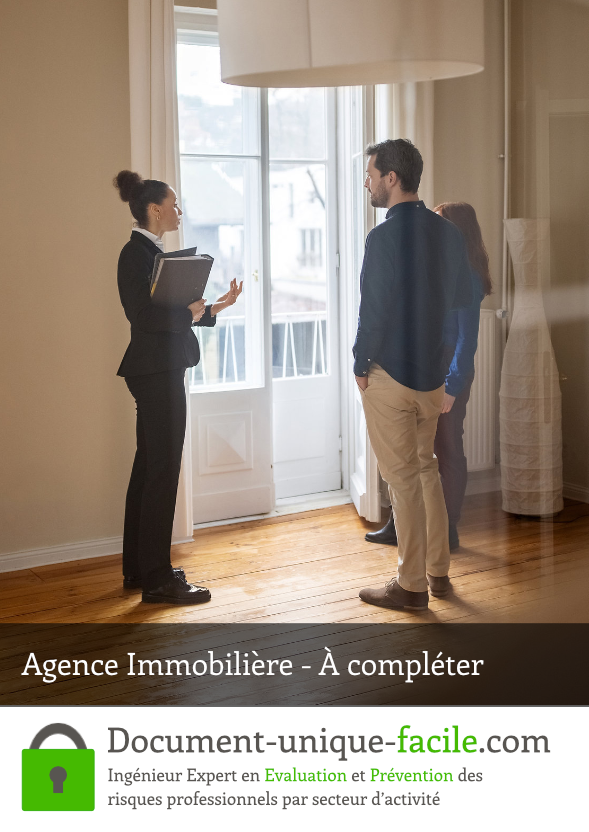 Agence Immobilière - À compléter
Document-unique-facile.com
Ingénieur Expert en Evaluation et Prévention des
risques professionnels par secteur d'activité